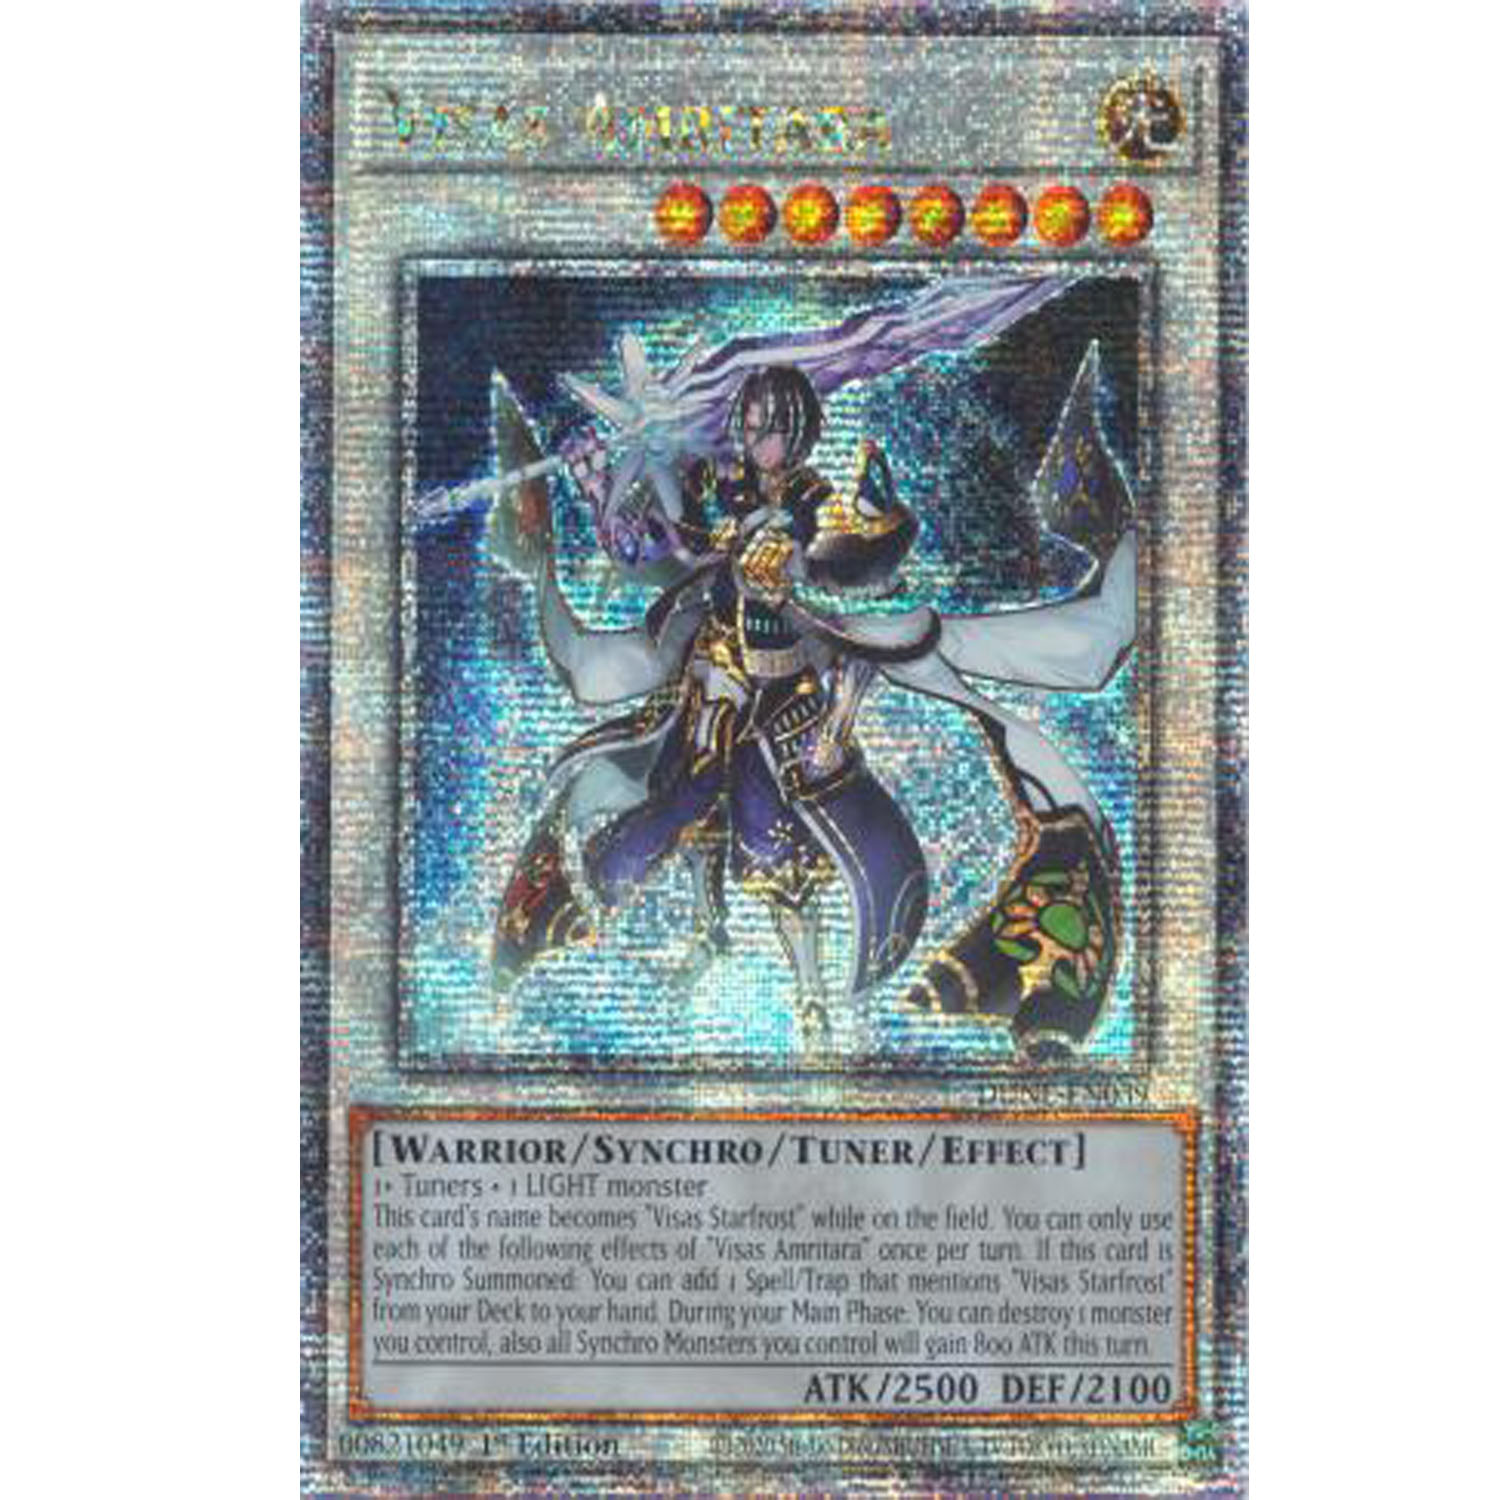 Visas Amritara
DUNE-EN039
[WARRIOR/SYNCHRO/TUNER/EFFECT]
1+ Tuners + 1 LIGHT monster
This card's name becomes "Visas Starfrost" while on the field. You can only use
each of the following effects of "Visas Amritara" once per turn. If this card is
Synchro Summoned: You can add 1 Spell/Trap that mentions "Visas Starfrost"
from your Deck to your hand. During your Main Phase: You can destroy 1 monster
you control, also all Synchro Monsters you control will gain 800 ATK this turn.
ATK/2500 DEF/2100
00821049 1st Edition